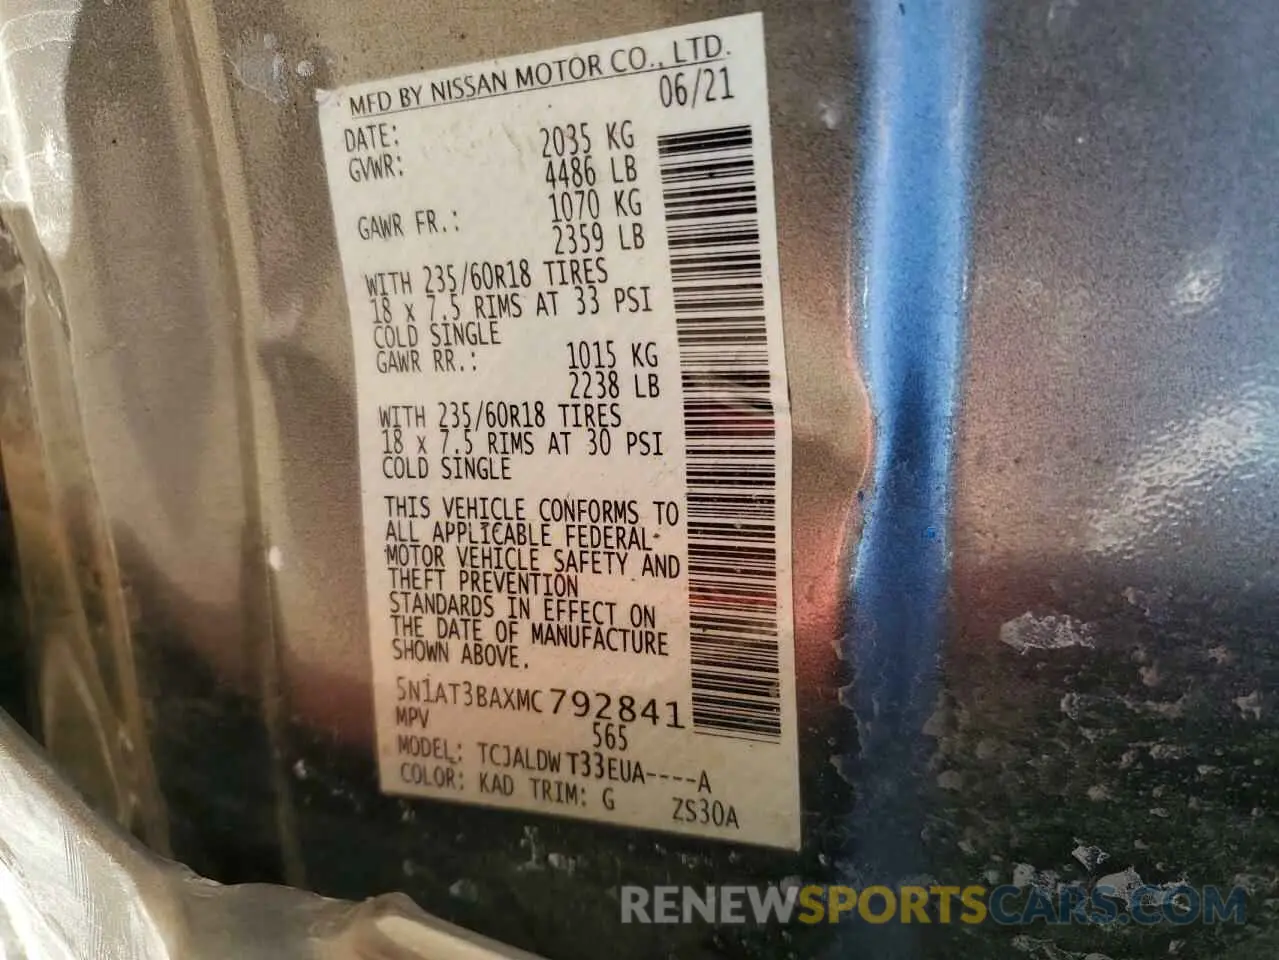 MFD BY NISSAN MOTOR CO., LTD.
DATE: 06/21
GVWR: 2035 KG
4486 LB
GAWR FR.: 1070 KG
2359 LB
WITH 235/60R18 TIRES
18 x 7.5 RIMS AT 33 PSI
COLD SINGLE
GAWR RR.: 1015 KG
2238 LB
WITH 235/60R18 TIRES
18 x 7.5 RIMS AT 30 PSI
COLD SINGLE
THIS VEHICLE CONFORMS TO
ALL APPLICABLE FEDERAL
MOTOR VEHICLE SAFETY AND
THEFT PREVENTION
STANDARDS IN EFFECT ON
THE DATE OF MANUFACTURE
SHOWN ABOVE.
5N1AT3BAXMC792841
MPV 565
MODEL: TCJALDWT33EUA----A
COLOR: KAD TRIM: G ZS30A
RENEWSPORTSCARS.COM